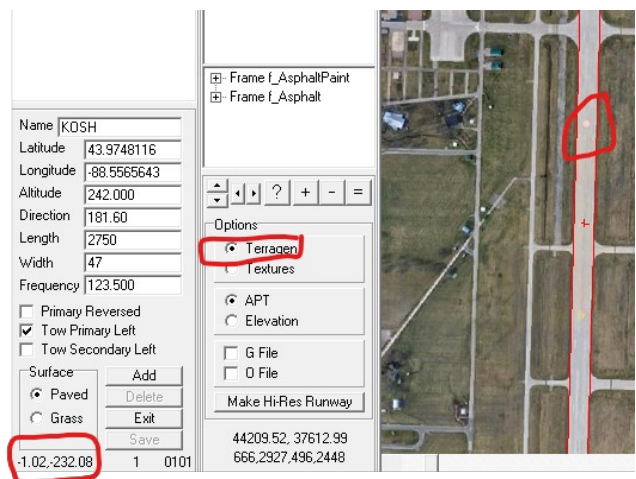 Frame f_AsphaltPaint
Frame f_Asphalt
Name KOSH
Latitude 43.9748116
Longitude -88.5565643
Altitude 242.000
Direction 181.60
Length 2750
Width 47
Frequency 123.500
Primary Reversed
Tow Primary Left
Tow Secondary Left
Surface
Paved
Grass
Add
Delete
Exit
Save
-1.02,-232.08 1 0101
? + - =
Options
Terragen
Textures
APT
Elevation
G File
O File
Make Hi-Res Runway
44209.52, 37612.99
666,2927,496,2448